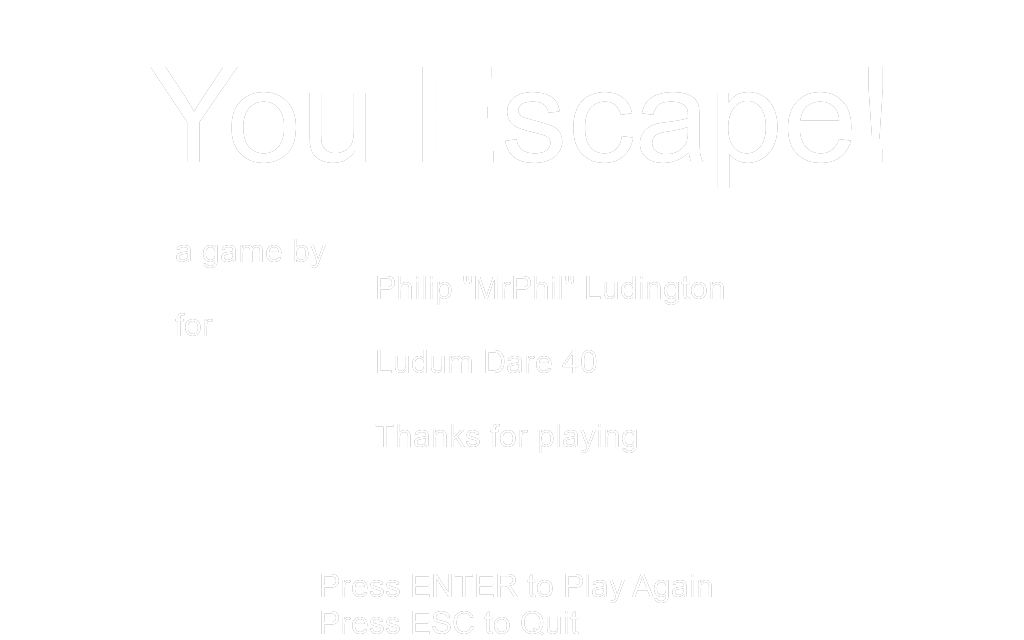 You Escape!
a game by
Philip "MrPhil" Ludington
for
Ludum Dare 40
Thanks for playing
Press ENTER to Play Again
Press ESC to Quit